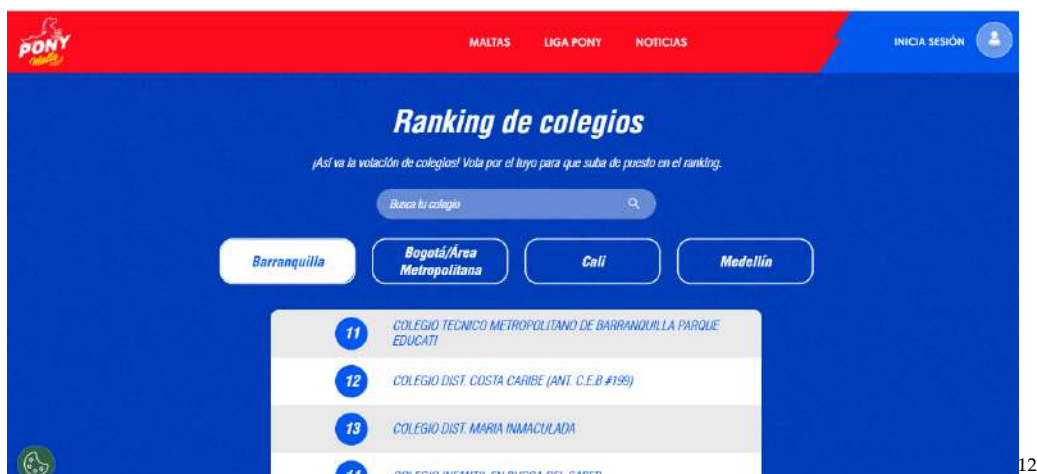 PONY
Malta
MALTAS LIGA PONY NOTICIAS
INICIA SESIÓN
Ranking de colegios
¡Así va la votación de colegios! Vota por el tuyo para que suba de puesto en el ranking.
Busca tu colegio
Barranquilla
Bogotá/Área
Metropolitana
Cali
Medellín
11 COLEGIO TECNICO METROPOLITANO DE BARRANQUILLA PARQUE
EDUCATI
12 COLEGIO DIST. COSTA CARIBE (ANT. C.E.B #199)
13 COLEGIO DIST. MARIA INMACULADA
12